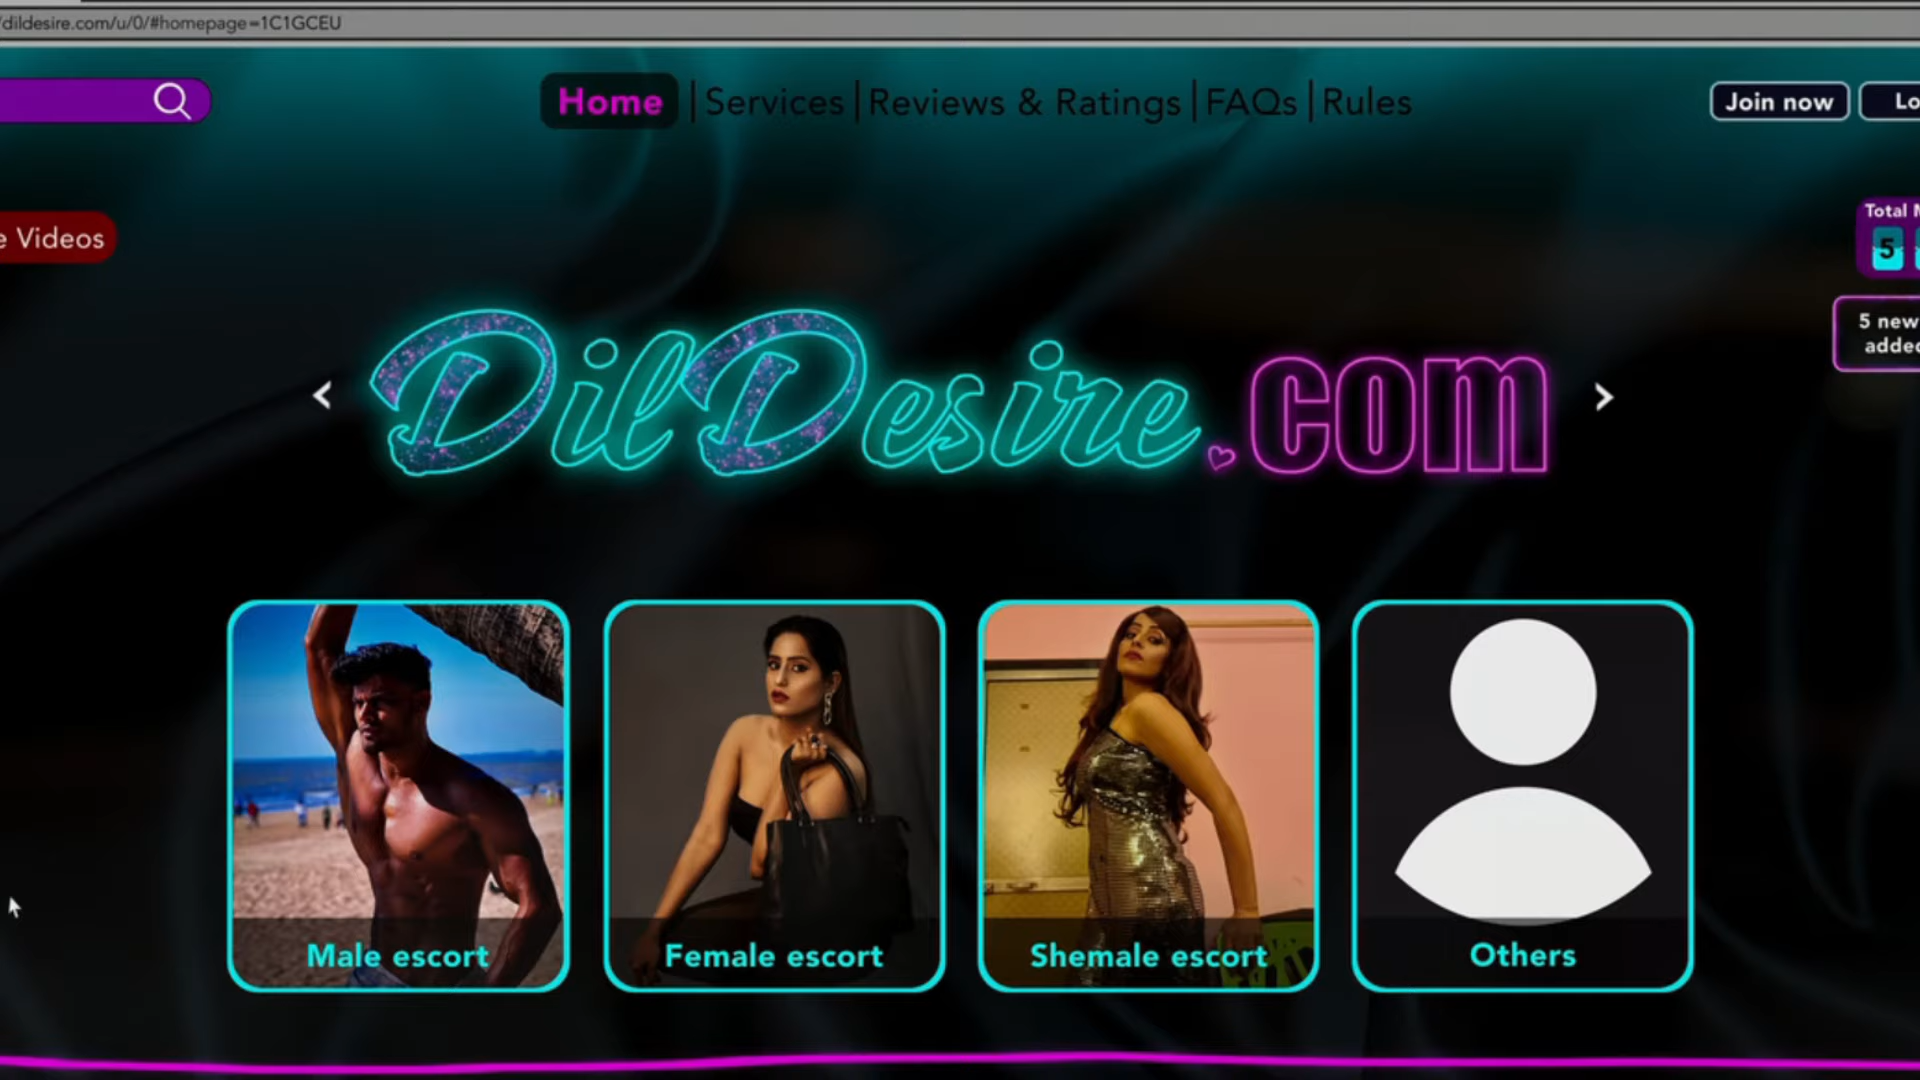 /dildesire.com/u/0/#homepage=1C1GCEU
Home | Services | Reviews & Ratings | FAQs | Rules
Join now
Videos
Total
5
5 new
added
DilDesire.com
Male escort
Female escort
Shemale escort
Others